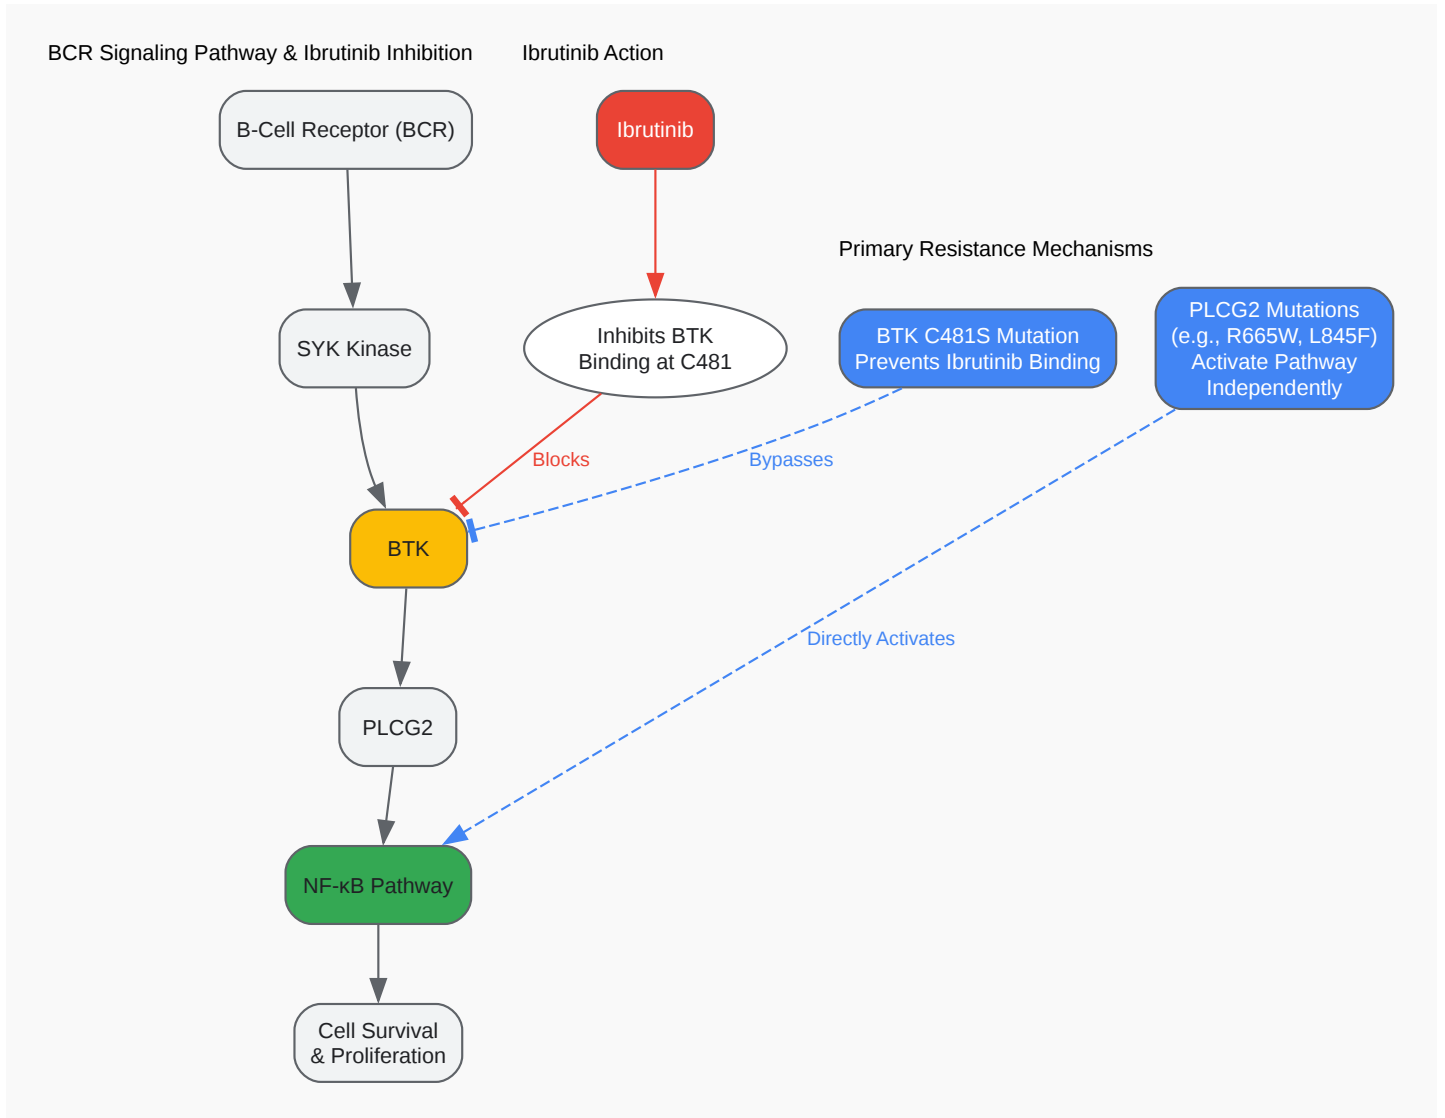 BCR Signaling Pathway & Ibrutinib Inhibition
Ibrutinib Action
B-Cell Receptor (BCR)
Ibrutinib
Primary Resistance Mechanisms
SYK Kinase
Inhibits BTK
Binding at C481
BTK C481S Mutation
Prevents Ibrutinib Binding
PLCG2 Mutations
(e.g., R665W, L845F)
Activate Pathway
Independently
Blocks
Bypasses
BTK
Directly Activates
PLCG2
NF-κB Pathway
Cell Survival
& Proliferation